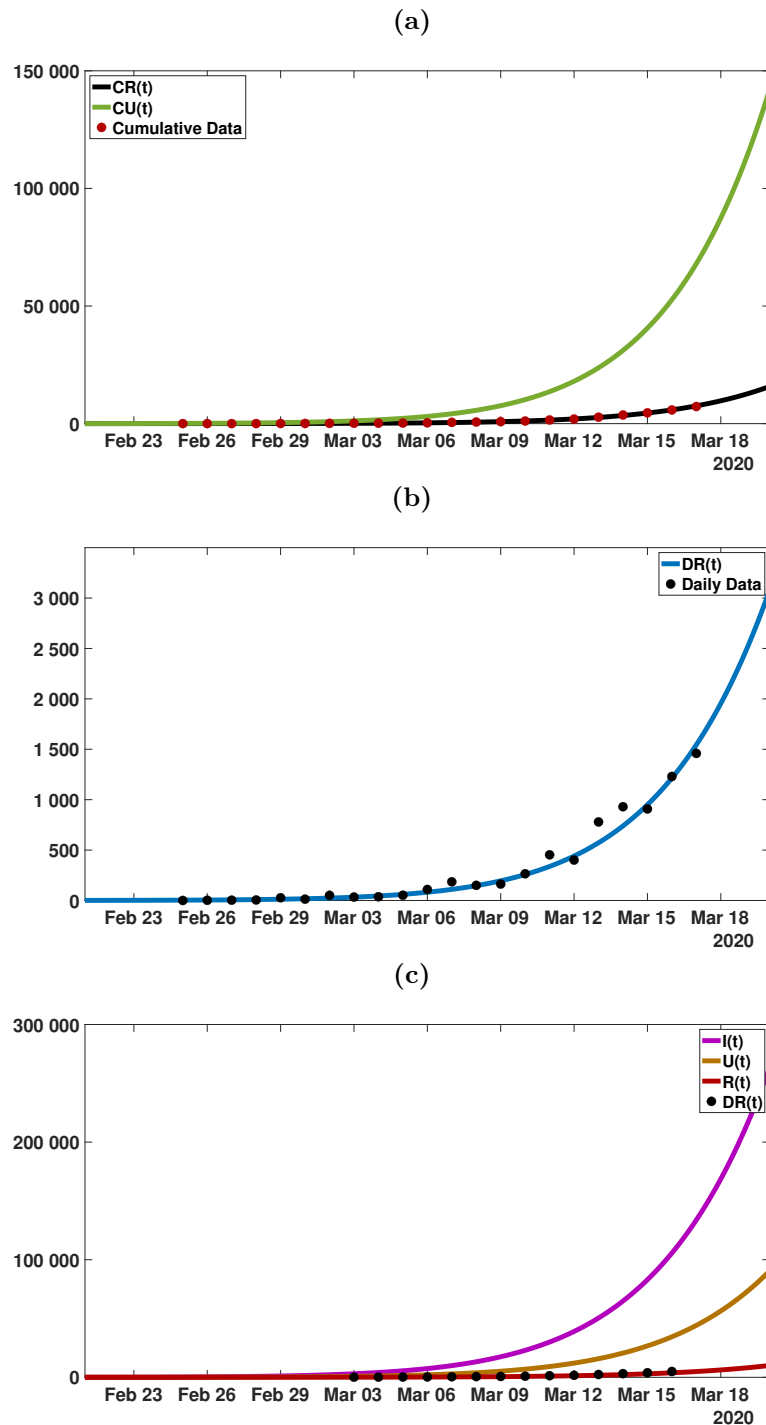 (a)
150 000
CR(t)
CU(t)
Cumulative Data
100 000
50 000
0
Feb 23 Feb 26 Feb 29 Mar 03 Mar 06 Mar 09 Mar 12 Mar 15 Mar 18
2020
(b)
DR(t)
Daily Data
3 000
2 500
2 000
1 500
1 000
500
0
Feb 23 Feb 26 Feb 29 Mar 03 Mar 06 Mar 09 Mar 12 Mar 15 Mar 18
2020
(c)
300 000
I(t)
U(t)
R(t)
DR(t)
200 000
100 000
0
Feb 23 Feb 26 Feb 29 Mar 03 Mar 06 Mar 09 Mar 12 Mar 15 Mar 18
2020